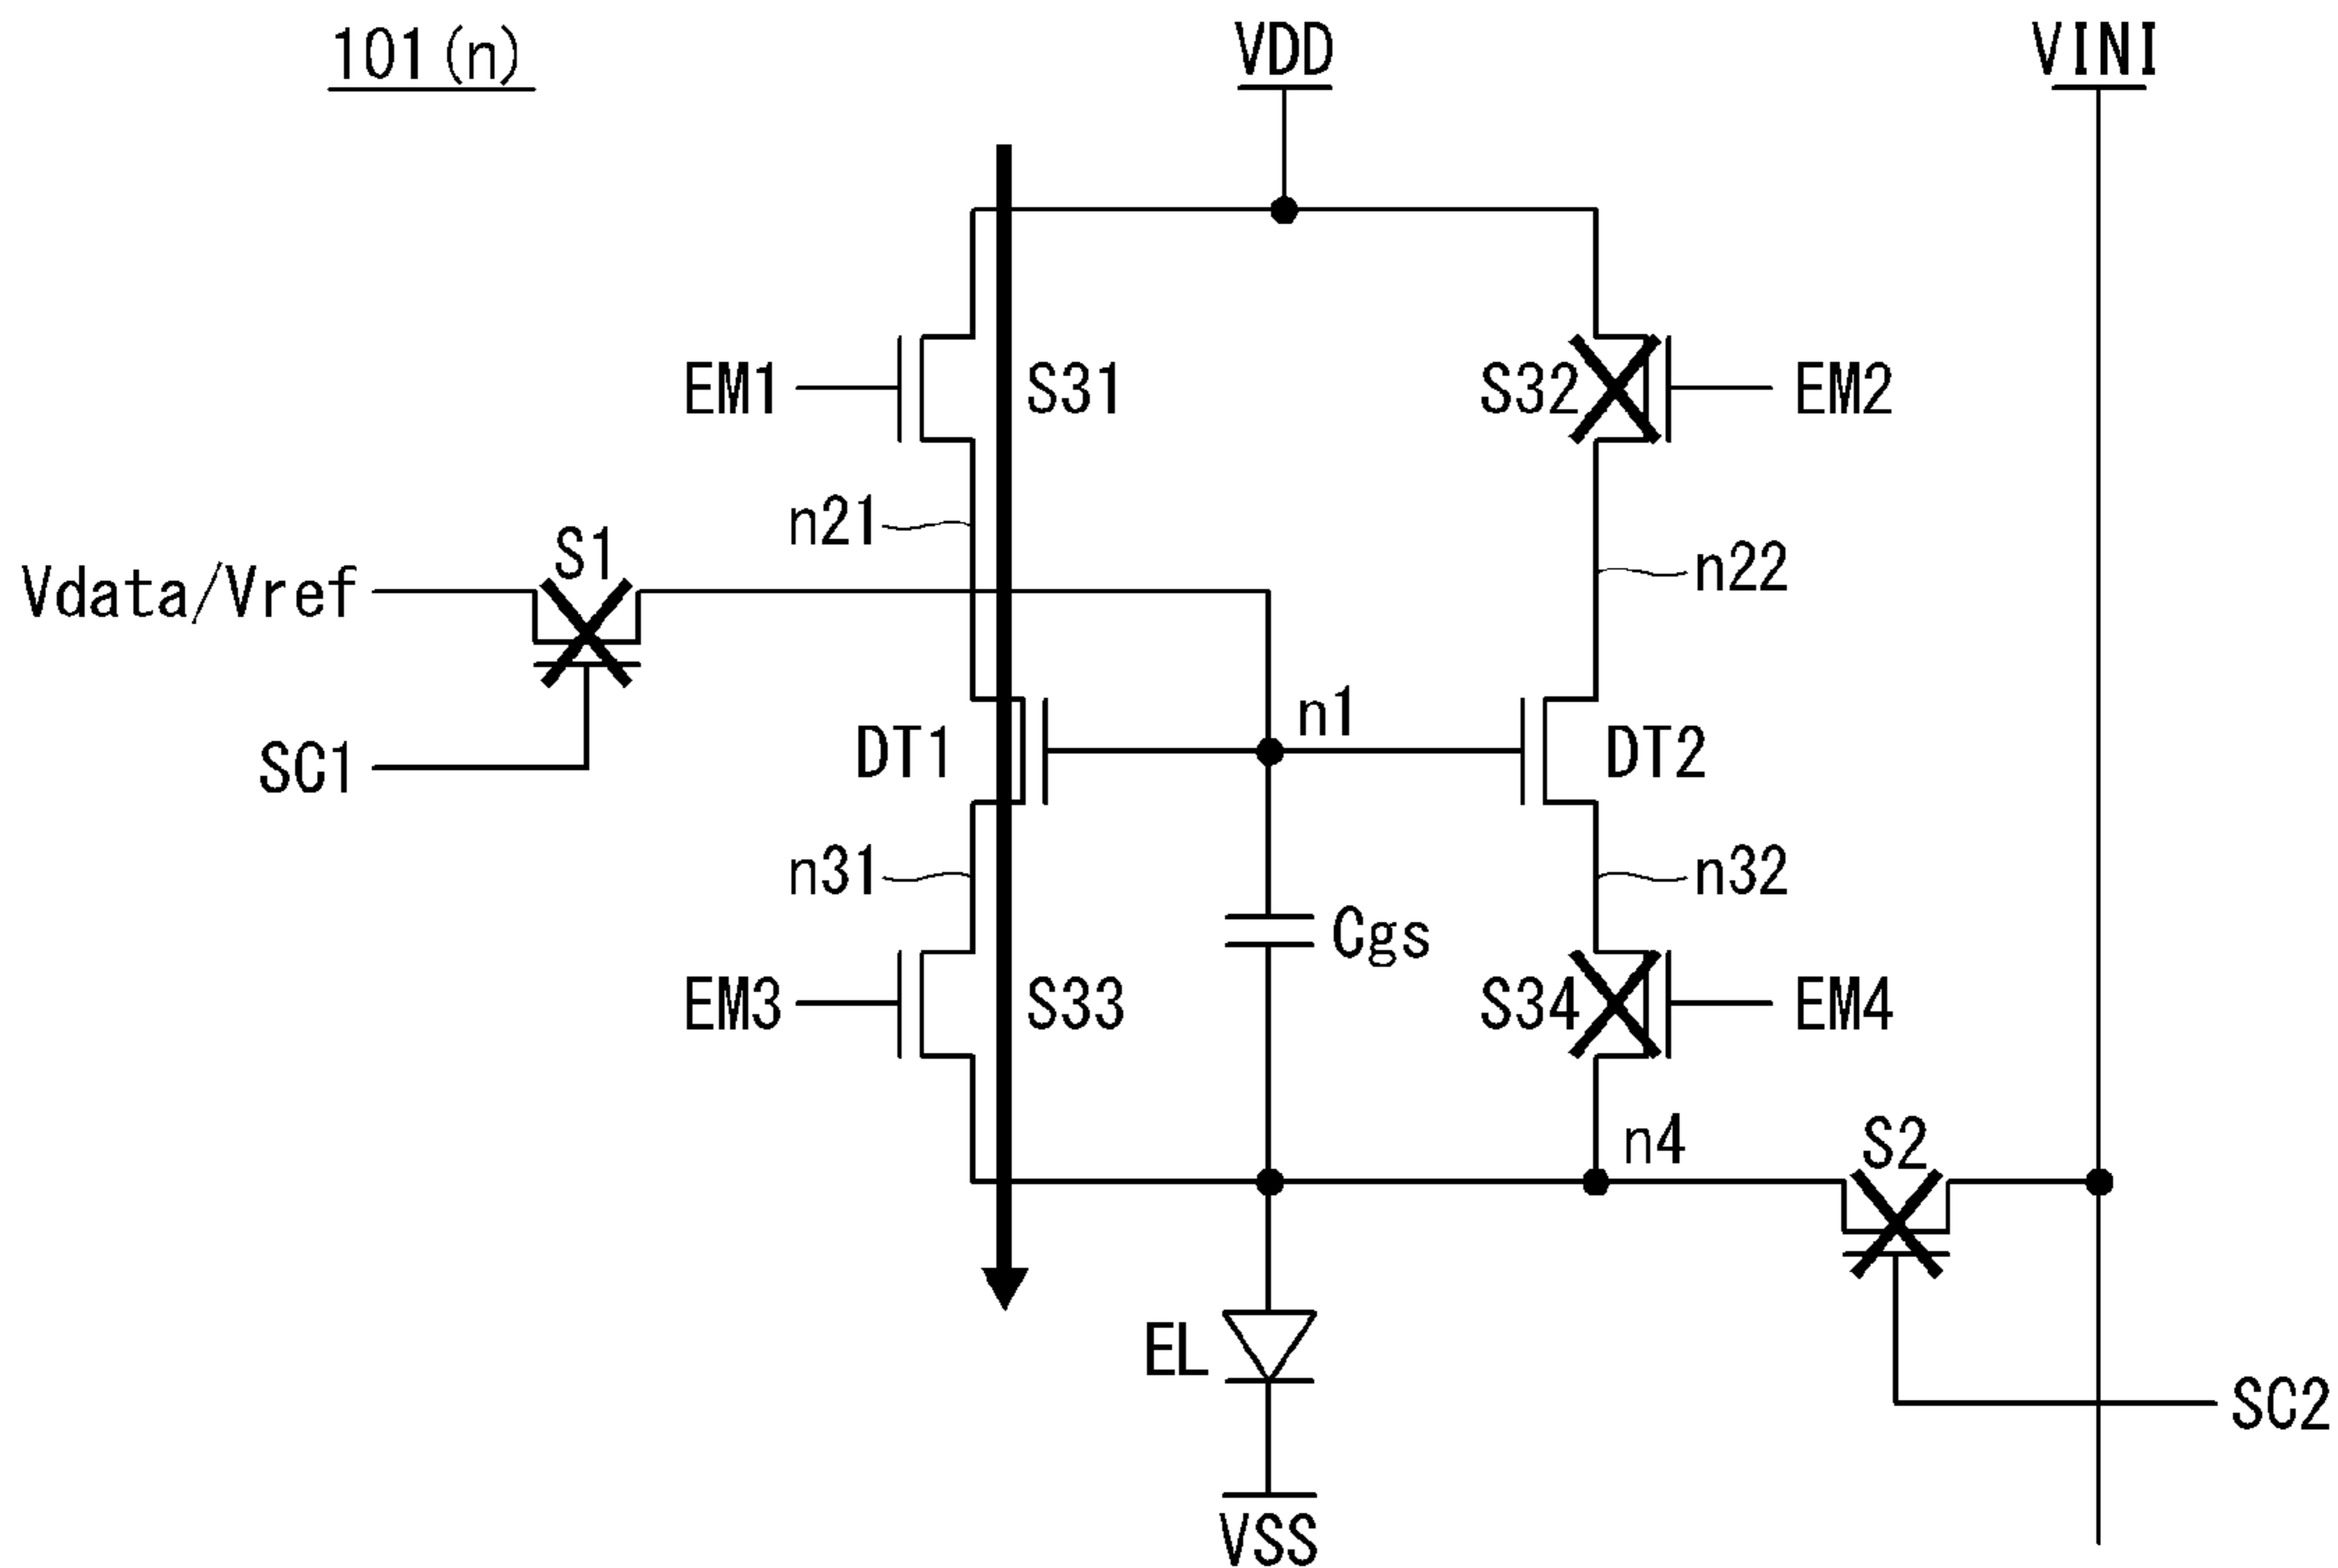 101(n)
VDD
VINI
EM1
S31
S32
EM2
n21
S1
Vdata/Vref
n22
n1
DT1
DT2
SC1
n31
n32
Cgs
EM3
S33
S34
EM4
n4
S2
EL
SC2
VSS